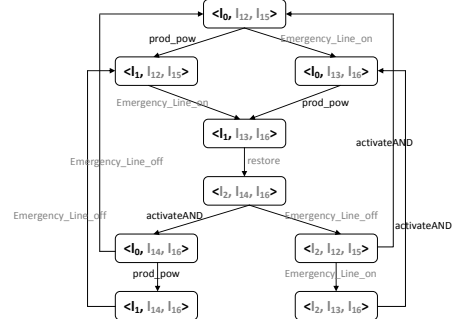 <l0, l12, l15>
prod_pow
Emergency_Line_on
<l1, l12, l15>
<l0, l13, l16>
Emergency_Line_on
prod_pow
<l1, l13, l16>
activateAND
Emergency_Line_off
restore
<l2, l14, l16>
Emergency_Line_off
activateAND
Emergency_Line_off
activateAND
<l0, l14, l16>
<l2, l12, l15>
prod_pow
Emergency_Line_on
<l1, l14, l16>
<l2, l13, l16>